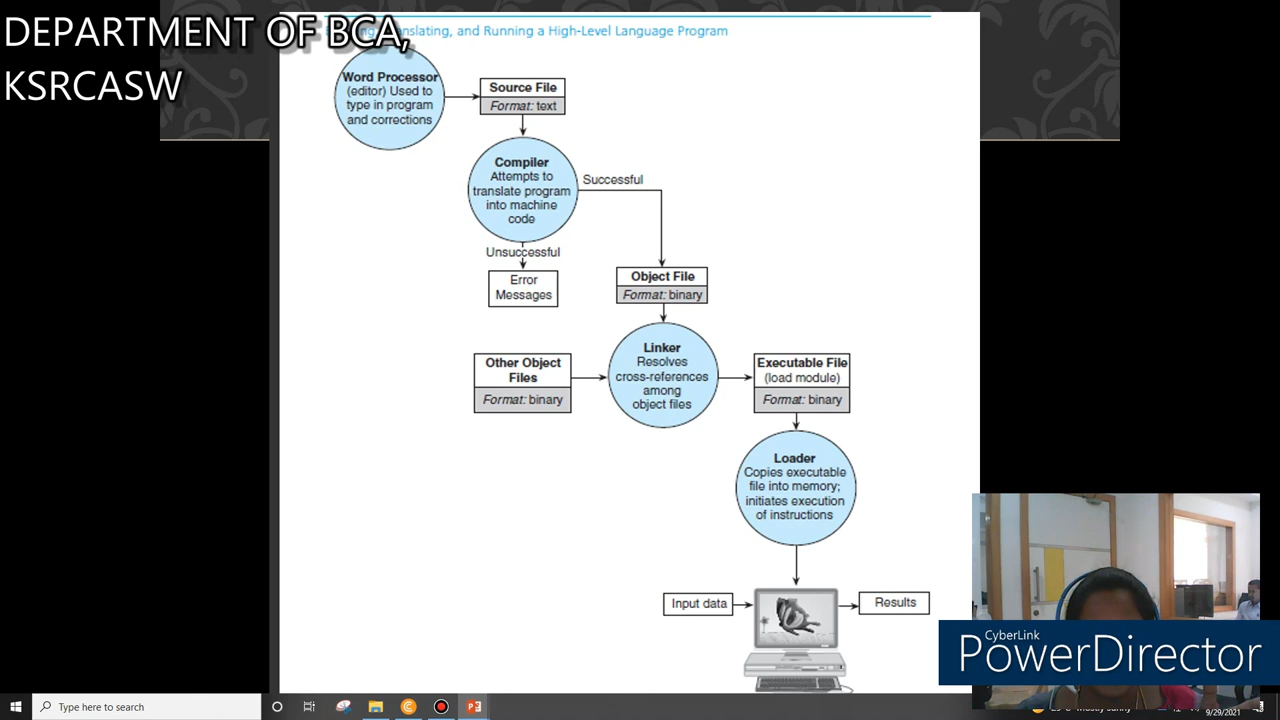 DEPARTMENT OF BCA,
KSRCASW
Translating, and Running a High-Level Language Program
Word Processor
(editor) Used to
type in program
and corrections
Source File
Format: text
Compiler
Attempts to
translate program
into machine
code
Successful
Unsuccessful
Error
Messages
Object File
Format: binary
Other Object
Files
Format: binary
Linker
Resolves
cross-references
among
object files
Executable File
(load module)
Format: binary
Loader
Copies executable
file into memory;
initiates execution
of instructions
Input data
Results
CyberLink
PowerDirector
Type here to search
9/29/2021